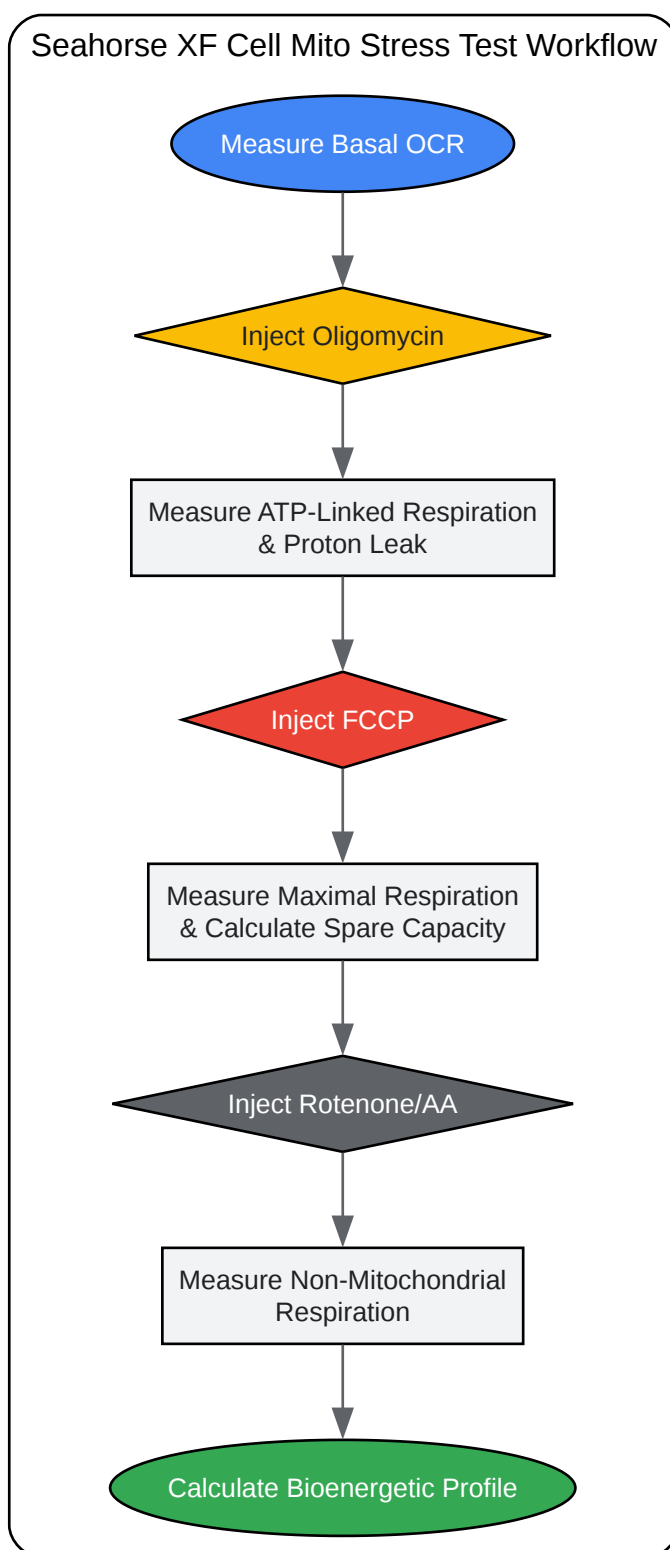 Seahorse XF Cell Mito Stress Test Workflow
Measure Basal OCR
Inject Oligomycin
Measure ATP-Linked Respiration
& Proton Leak
Inject FCCP
Measure Maximal Respiration
& Calculate Spare Capacity
Inject Rotenone/AA
Measure Non-Mitochondrial
Respiration
Calculate Bioenergetic Profile